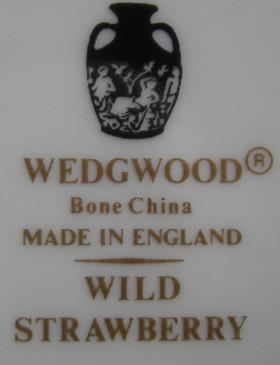 WEDGWOOD®
Bone China
MADE IN ENGLAND
WILD
STRAWBERRY